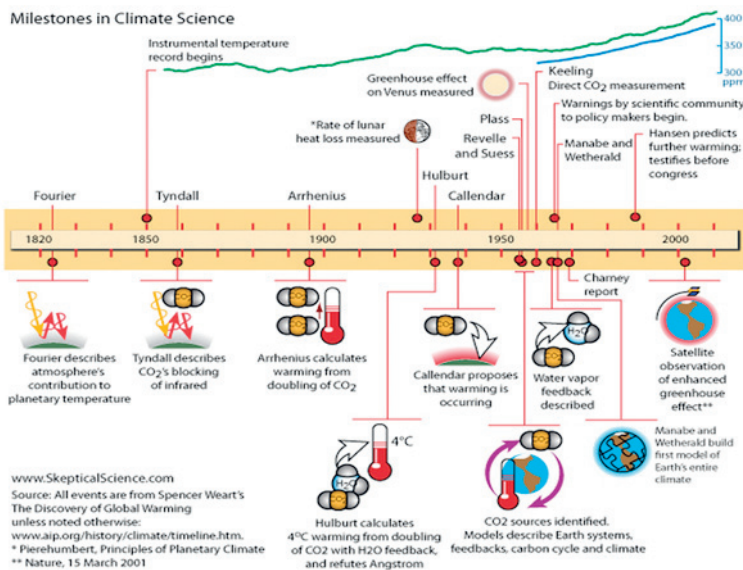 Milestones in Climate Science
400
350
300
ppm
Instrumental temperature
record begins
Greenhouse effect
on Venus measured
Keeling
Direct CO2 measurement
Warnings by scientific community
to policy makers begin.
Plass
Revelle
and Suess
Manabe and
Wetherald
Hansen predicts
further warming;
testifies before
congress
*Rate of lunar
heat loss measured
Hulburt
Fourier
Tyndall
Arrhenius
Callendar
1820
1850
1900
1950
2000
Charney
report
Fourier describes
atmosphere's
contribution to
planetary temperature
Tyndall describes
CO2's blocking
of infrared
Arrhenius calculates
warming from
doubling of CO2
Callendar proposes
that warming is
occurring
H2O
Water vapor
feedback
described
Satellite
observation
of enhanced
greenhouse
effect**
4°C
H2O
Hulburt calculates
4°C warming from doubling
of CO2 with H2O feedback,
and refutes Angstrom
CO2 sources identified.
Models describe Earth systems,
feedbacks, carbon cycle and climate
Manabe and
Wetherald build
first model of
Earth's entire
climate
www.SkepticalScience.com
Source: All events are from Spencer Weart's
The Discovery of Global Warming
unless noted otherwise:
www.aip.org/history/climate/timeline.htm.
* Pierehumbert, Principles of Planetary Climate
** Nature, 15 March 2001